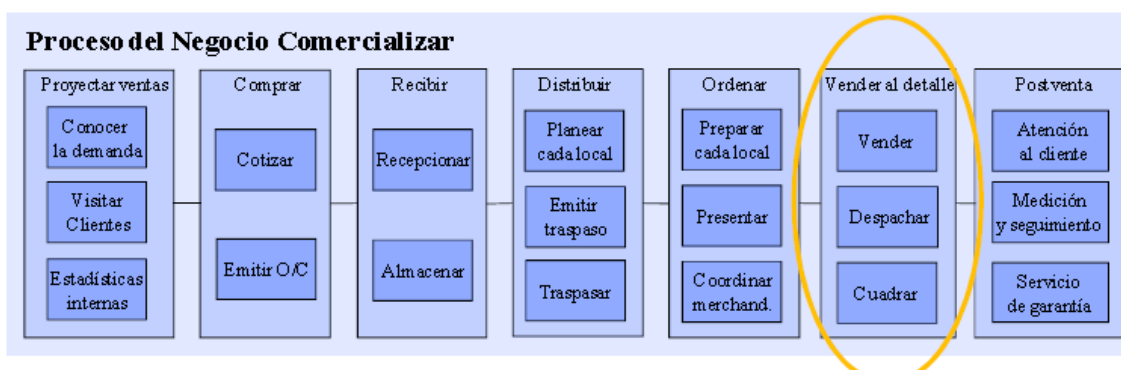 Proceso del Negocio Comercializar
Proyectar ventas
Conocer
la demanda
Visitar
Clientes
Estadísticas
internas
Comprar
Cotizar
Emitir O/C
Recibir
Recepcionar
Almacenar
Distribuir
Planear
cada local
Emitir
traspaso
Traspasar
Ordenar
Preparar
cada local
Presentar
Coordinar
merchand.
Vender al detalle
Vender
Despachar
Cuadrar
Postventa
Atención
al cliente
Medición
y seguimiento
Servicio
de garantía